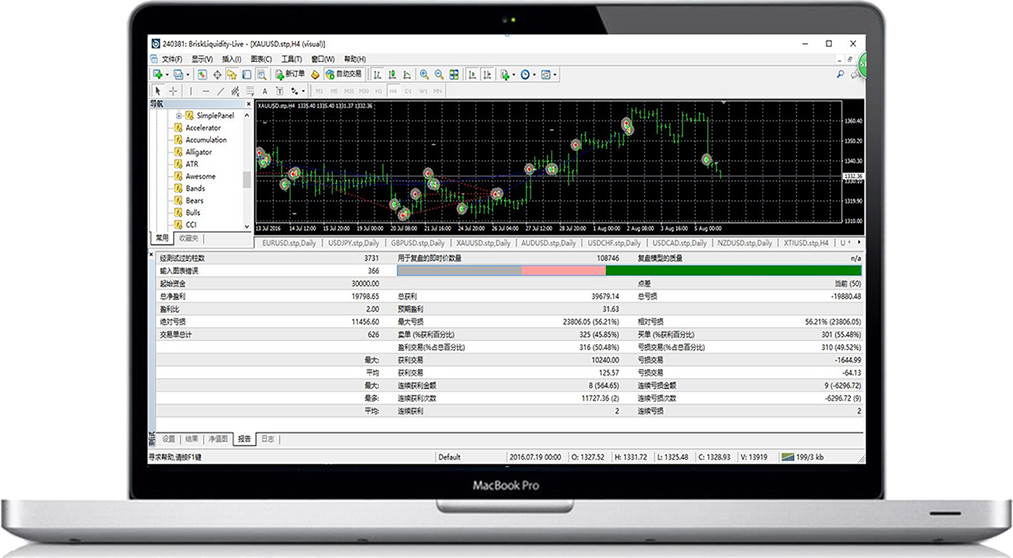 240381: BriskLiquidity-Live - [XAUUSD.stp,H4 (visual)]
文件(F) 显示(V) 插入(I) 图表(C) 工具(T) 窗口(W) 帮助(H)
新订单 自动交易
A T M1 M5 M15 M30 H1 H4 D1 W1 MN
导航
SimplePanel
Accelerator
Accumulation
Alligator
ATR
Awesome
Bands
Bears
Bulls
CCI
常用 收藏夹
XAUUSD.stp,H4 1335.40 1335.40 1331.37 1332.36
1360.40
1350.20
1340.30
1332.36
1330.10
1319.90
1310.00
13 Jul 2016 14 Jul 12:00 15 Jul 20:00 19 Jul 00:00 20 Jul 08:00 21 Jul 16:00 22 Jul 20:00 26 Jul 04:00 27 Jul 12:00 28 Jul 20:00 1 Aug 00:00 2 Aug 08:00 3 Aug 16:00 5 Aug 00:00
EURUSD.stp,Daily USDJPY.stp,Daily GBPUSD.stp,Daily XAUUSD.stp,Daily AUDUSD.stp,Daily USDCHF.stp,Daily USDCAD.stp,Daily NZDUSD.stp,Daily XTIUSD.stp,H4 U
经测试过的柱数 3731 用于复盘的即时价数量 108746 复盘模型的质量 n/a
输入图表错误 366
起始资金 30000.00 点差 当前 (50)
总净盈利 19798.65 总获利 39679.14 总亏损 -19880.48
盈利比 2.00 预期盈利 31.63
绝对亏损 11456.60 最大亏损 23806.05 (56.21%) 相对亏损 56.21% (23806.05)
交易单总计 626 卖单 (%获利百分比) 325 (45.85%) 买单 (%获利百分比) 301 (55.48%)
盈利交易(%占总百分比) 316 (50.48%) 亏损交易(%占总百分比) 310 (49.52%)
最大: 获利交易 10240.00 亏损交易 -1644.99
平均 获利交易 125.57 亏损交易 -64.13
最大: 连续获利金额 8 (564.65) 连续亏损金额 9 (-6296.72)
最多: 连续获利次数 11727.36 (2) 连续亏损次数 -6296.72 (9)
平均: 连续获利 2 连续亏损 2
设置 结果 净值图 报告 日志
寻求帮助,请按F1键 Default 2016.07.19 00:00 O: 1327.52 H: 1331.72 L: 1325.48 C: 1328.93 V: 13919 199/3 kb
MacBook Pro